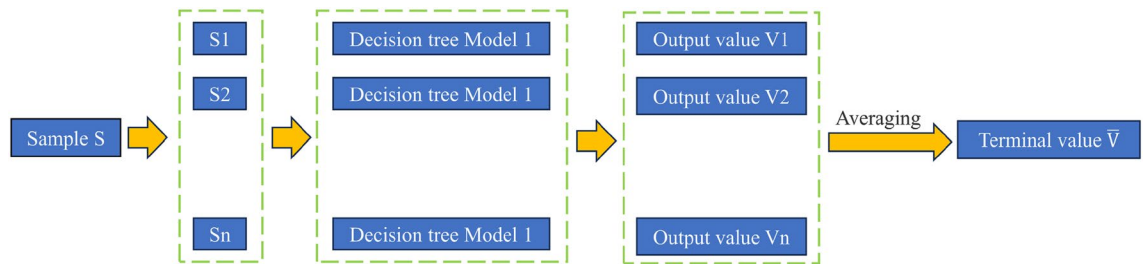 Sample S
S1
S2
Sn
Decision tree Model 1
Decision tree Model 1
Decision tree Model 1
Output value V1
Output value V2
Output value Vn
Averaging
Terminal value V̅